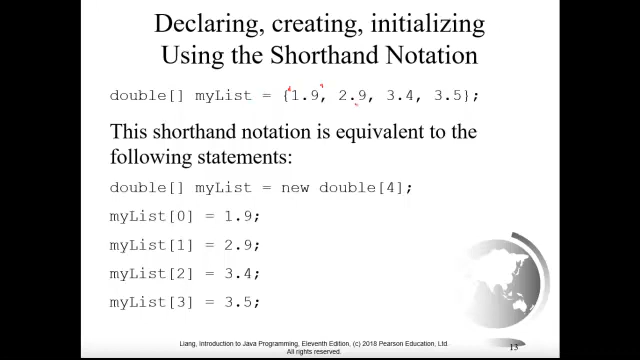 Declaring, creating, initializing
Using the Shorthand Notation
double[] myList = {1.9, 2.9, 3.4, 3.5};
This shorthand notation is equivalent to the
following statements:
double[] myList = new double[4];
myList[0] = 1.9;
myList[1] = 2.9;
myList[2] = 3.4;
myList[3] = 3.5;
Liang, Introduction to Java Programming, Eleventh Edition, (c) 2018 Pearson Education, Ltd.
All rights reserved.
13